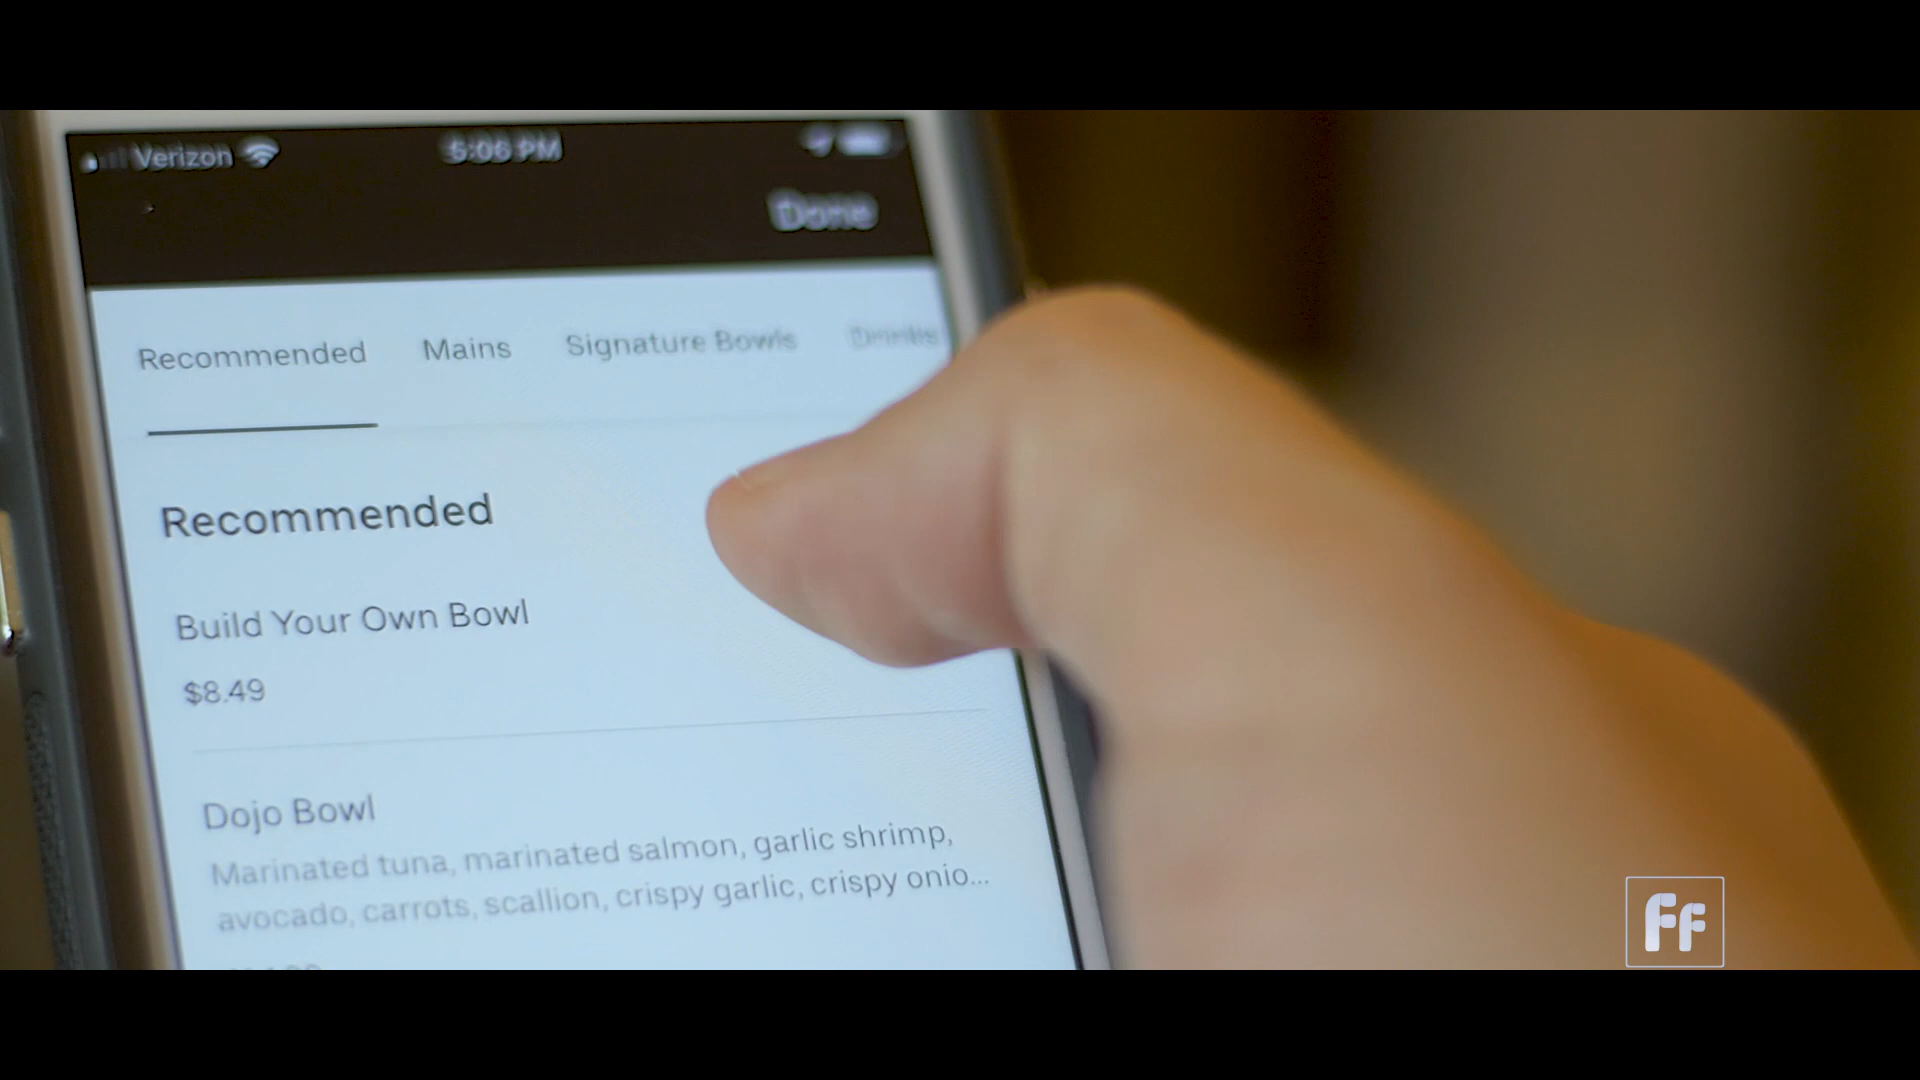 Verizon
5:06 PM
Done
Recommended Mains Signature Bowls Drinks
Recommended
Build Your Own Bowl
$8.49
Dojo Bowl
Marinated tuna, marinated salmon, garlic shrimp,
avocado, carrots, scallion, crispy garlic, crispy onio...
Ff